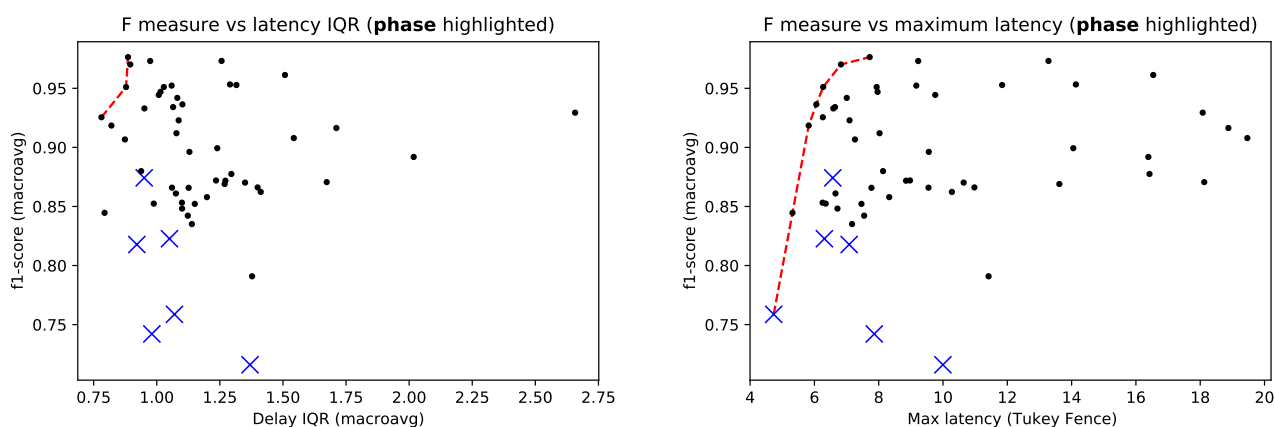 F measure vs latency IQR (phase highlighted)
f1-score (macroavg)
0.95
0.90
0.85
0.80
0.75
0.75 1.00 1.25 1.50 1.75 2.00 2.25 2.50 2.75
Delay IQR (macroavg)
F measure vs maximum latency (phase highlighted)
f1-score (macroavg)
0.95
0.90
0.85
0.80
0.75
4 6 8 10 12 14 16 18 20
Max latency (Tukey Fence)